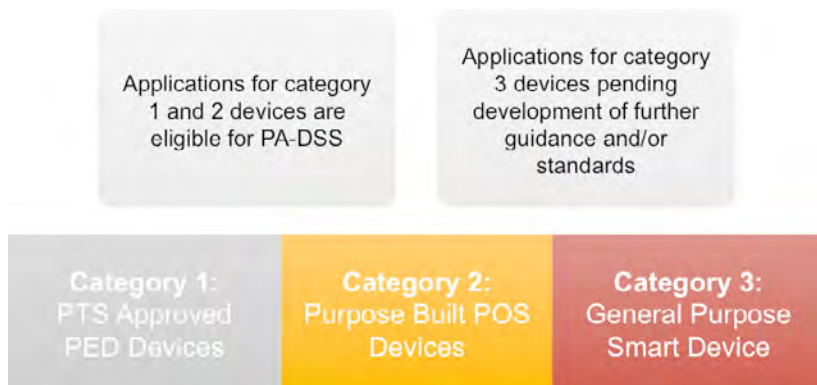 Applications for category
1 and 2 devices are
eligible for PA-DSS
Applications for category
3 devices pending
development of further
guidance and/or
standards
Category 1:
PTS Approved
PED Devices
Category 2:
Purpose Built POS
Devices
Category 3:
General Purpose
Smart Device